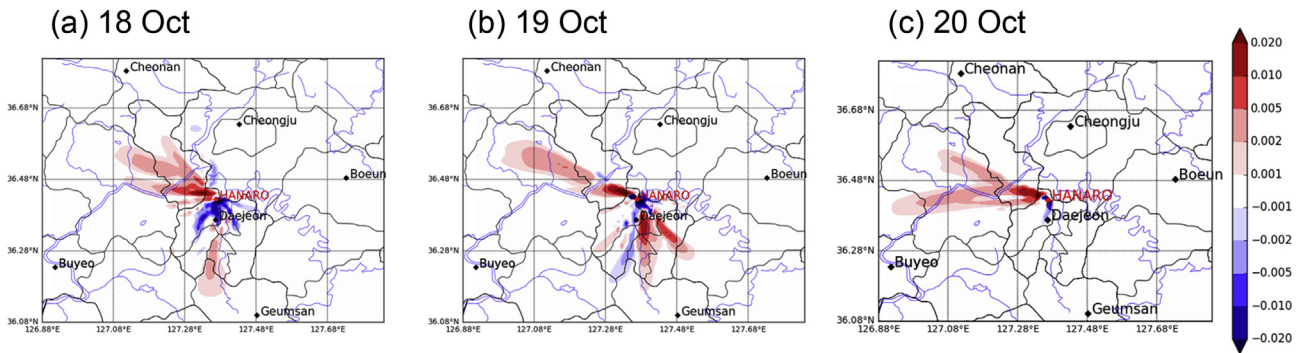 (a) 18 Oct
(b) 19 Oct
(c) 20 Oct
Cheonan
36.68°N
Cheongju
36.48°N
Boeun
HANARO
Daejeon
36.28°N
Buyeo
Geumsan
36.08°N
126.88°E 127.08°E 127.28°E 127.48°E 127.68°E
Cheonan
36.68°N
Cheongju
36.48°N
Boeun
HANARO
Daejeon
36.28°N
Buyeo
Geumsan
36.08°N
126.88°E 127.08°E 127.28°E 127.48°E 127.68°E
Cheonan
36.68°N
Cheongju
36.48°N
Boeun
HANARO
Daejeon
36.28°N
Buyeo
Geumsan
36.08°N
126.88°E 127.08°E 127.28°E 127.48°E 127.68°E
0.020
0.010
0.005
0.002
0.001
−0.001
−0.002
−0.005
−0.010
−0.020